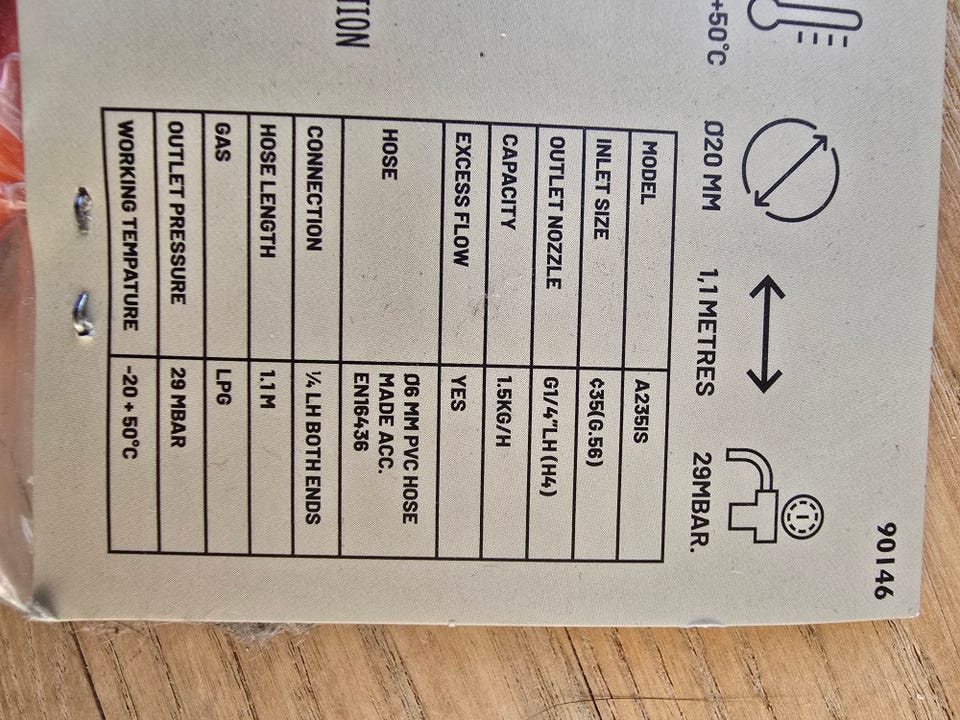 90146
+50°C
Ø20 MM
1,1 METRES
29MBAR.
MODEL A235IS
INLET SIZE ¢35(G.56)
OUTLET NOZZLE G1/4"LH (H4)
CAPACITY 1.5KG/H
EXCESS FLOW YES
HOSE Ø6 MM PVC HOSE
MADE ACC.
EN16436
CONNECTION ¼ LH BOTH ENDS
HOSE LENGTH 1.1 M
GAS LPG
OUTLET PRESSURE 29 MBAR
WORKING TEMPATURE -20 + 50°C